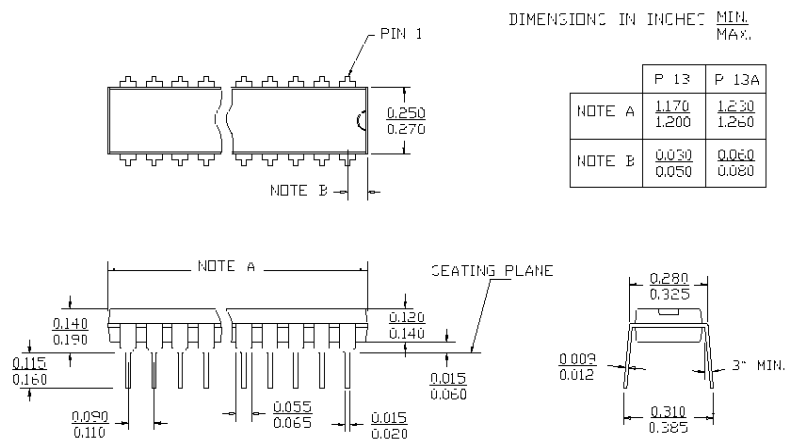 DIMENSIONS IN INCHES MIN.
MAX.
PIN 1
P 13 P 13A
NOTE A 1.170 1.230
1.200 1.260
NOTE B 0.030 0.060
0.050 0.080
0.250
0.270
NOTE B
NOTE A
SEATING PLANE
0.280
0.325
0.140
0.190
0.120
0.140
0.115
0.160
0.015
0.060
0.009
0.012
3° MIN.
0.090
0.110
0.055
0.065
0.015
0.020
0.310
0.385